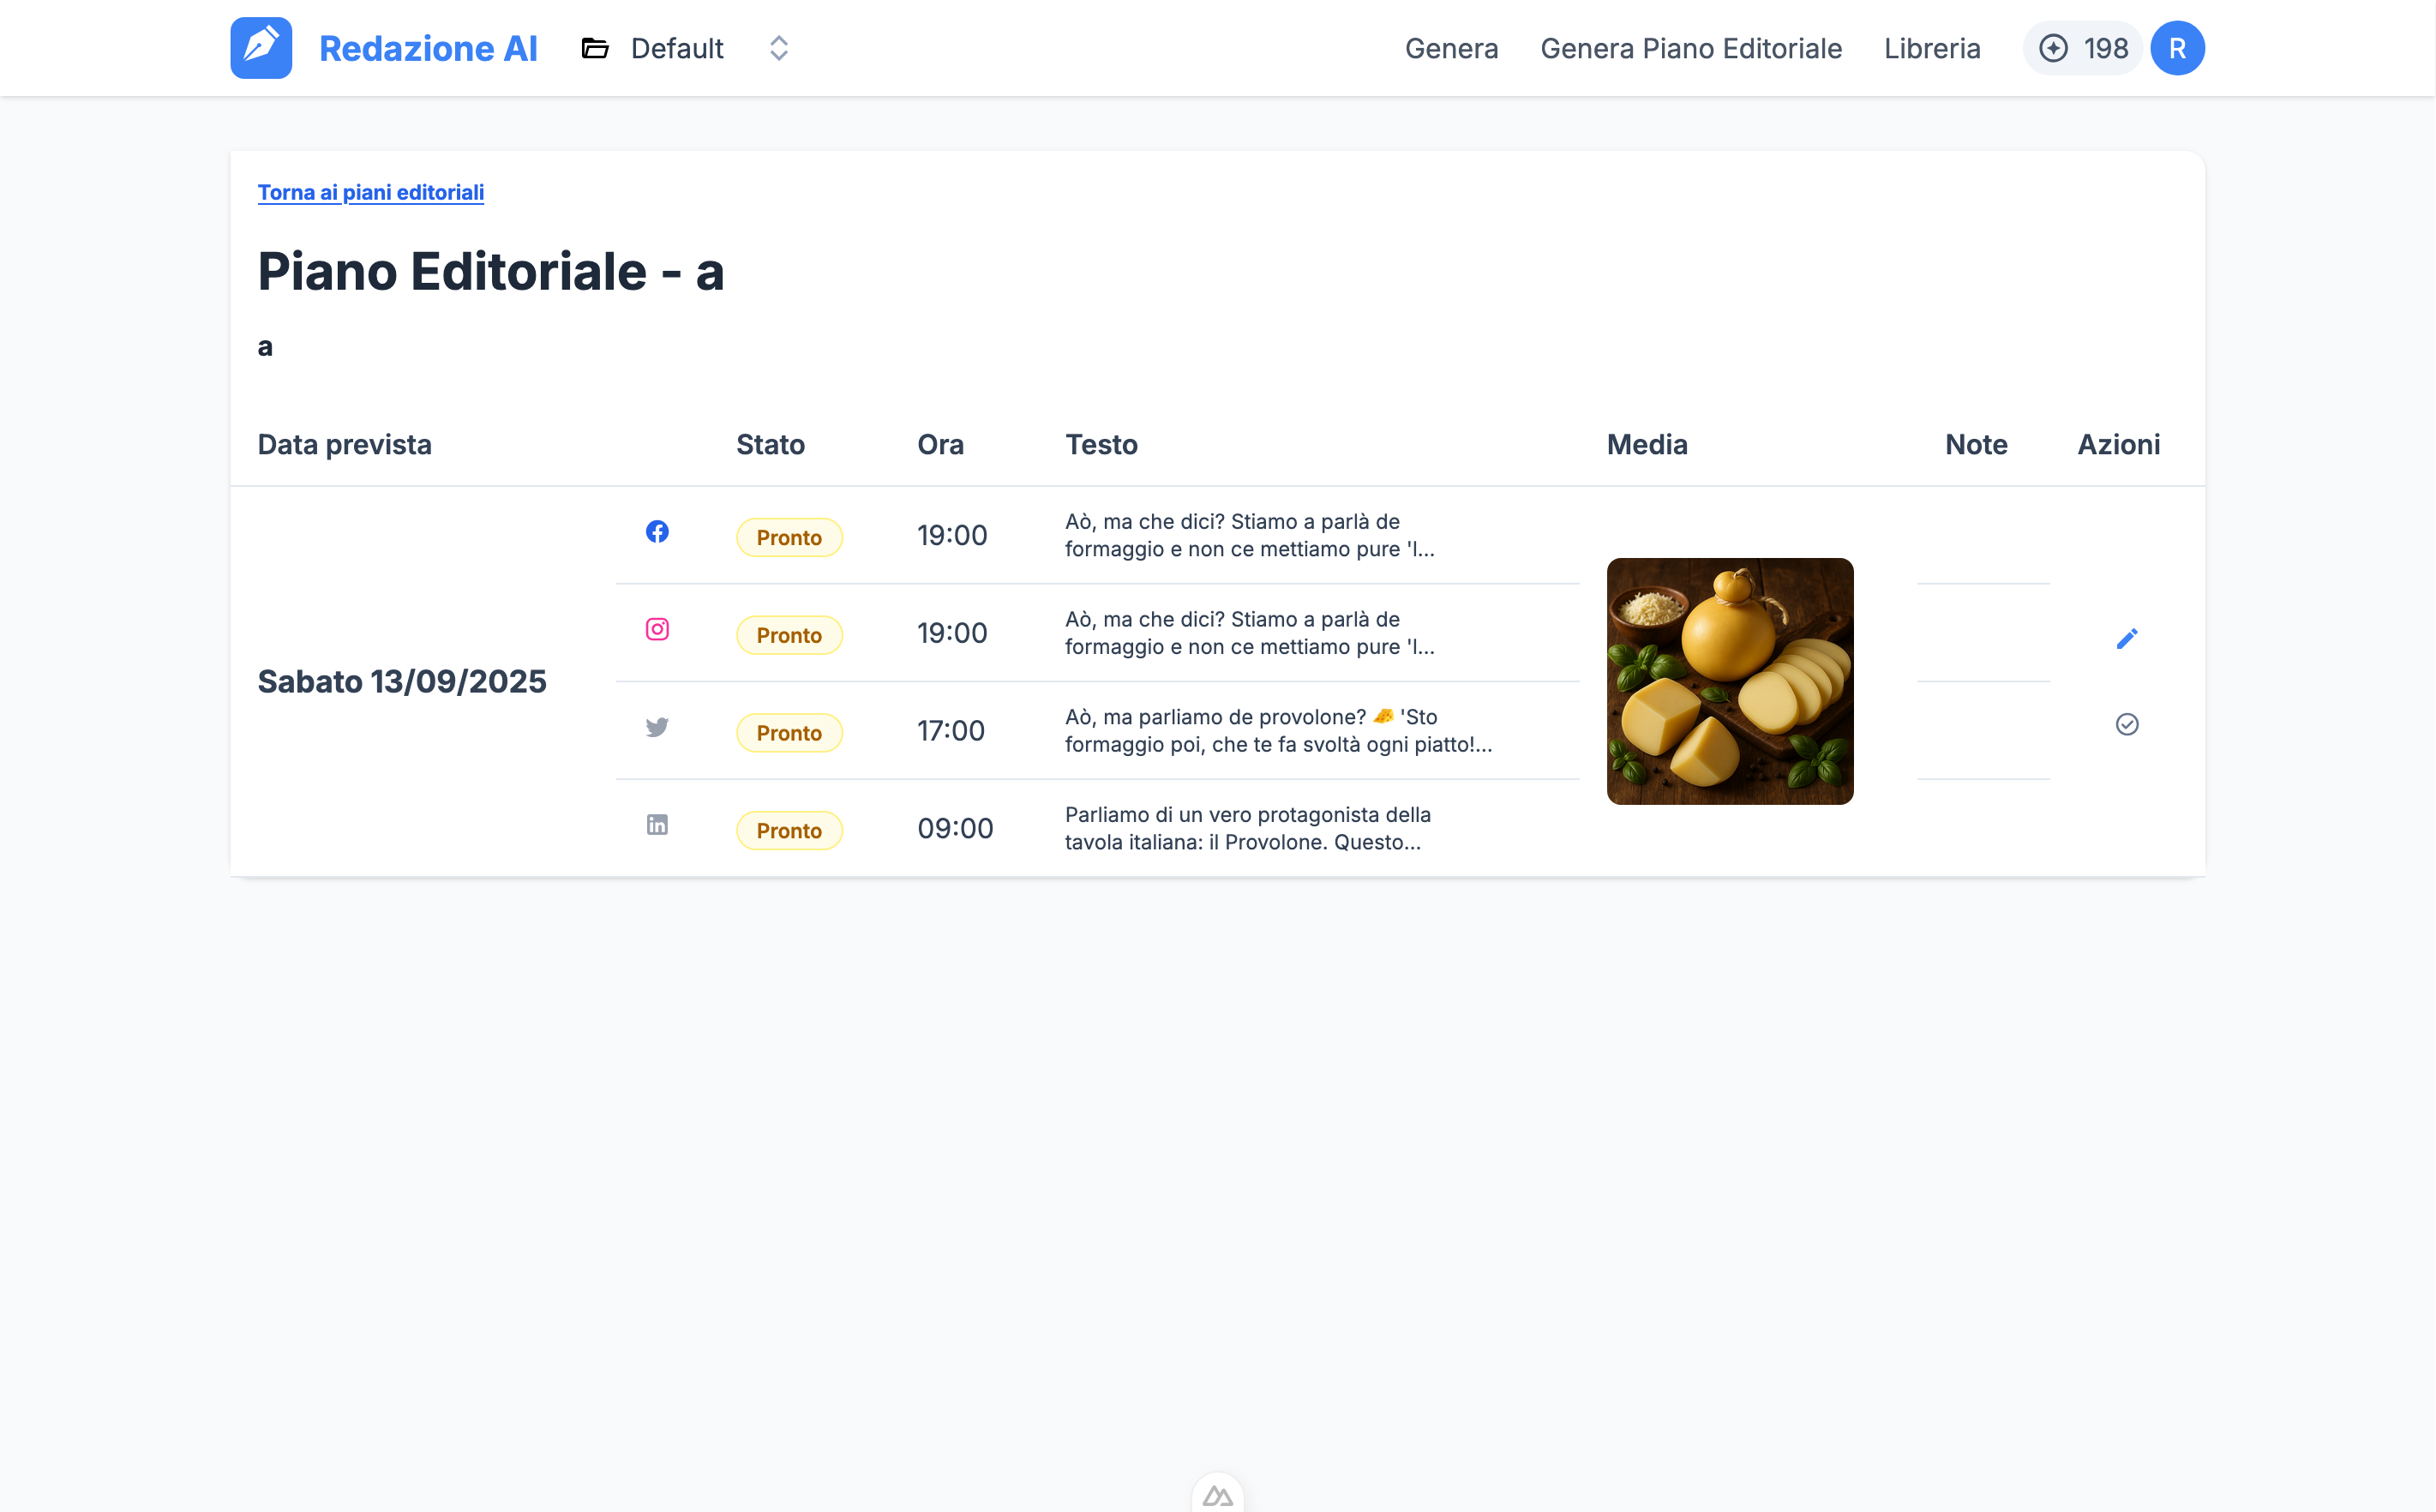 Redazione AI
Default
Genera
Genera Piano Editoriale
Libreria
198
R
Torna ai piani editoriali
Piano Editoriale - a
a
Data prevista
Stato
Ora
Testo
Media
Note
Azioni
Sabato 13/09/2025
Pronto
19:00
Aò, ma che dici? Stiamo a parlà de
formaggio e non ce mettiamo pure 'l...
Pronto
19:00
Aò, ma che dici? Stiamo a parlà de
formaggio e non ce mettiamo pure 'l...
Pronto
17:00
Aò, ma parliamo de provolone? 🧀 'Sto
formaggio poi, che te fa svoltà ogni piatto!...
Pronto
09:00
Parliamo di un vero protagonista della
tavola italiana: il Provolone. Questo...